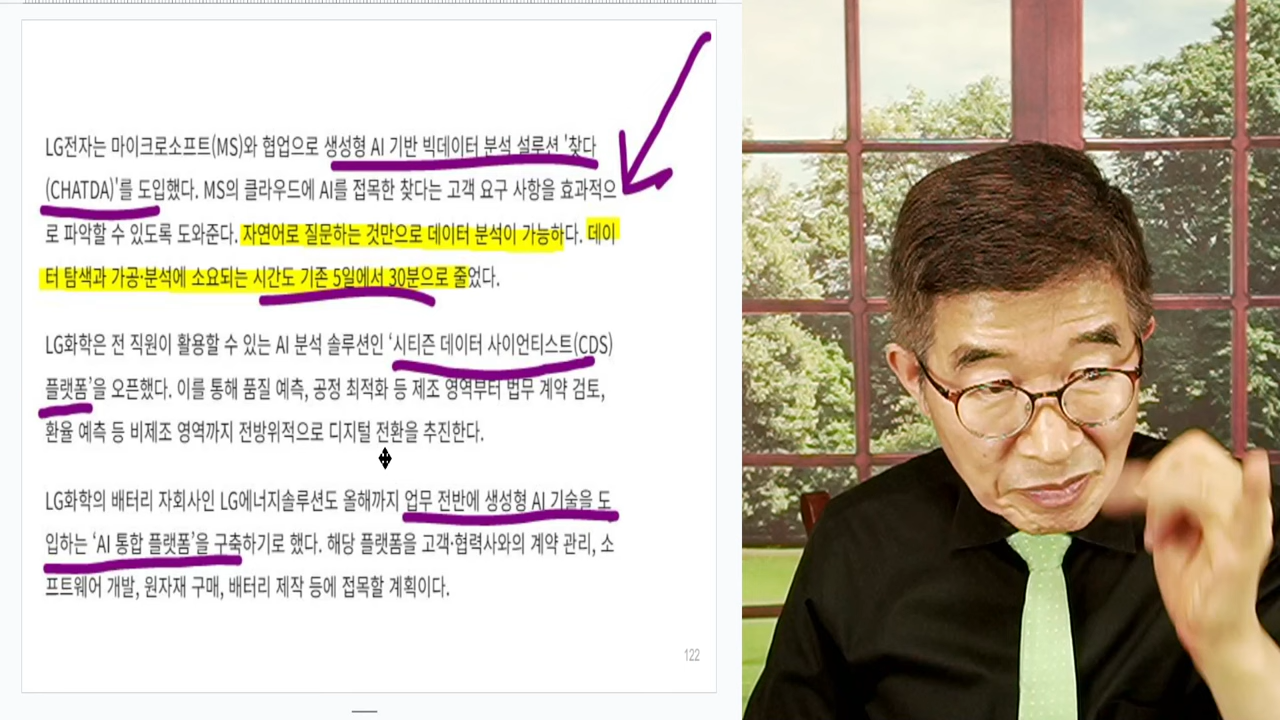 LG전자는 마이크로소프트(MS)와 협업으로 생성형 AI 기반 빅데이터 분석 설루션 '찾다
(CHATDA)'를 도입했다. MS의 클라우드에 AI를 접목한 찾다는 고객 요구 사항을 효과적으
로 파악할 수 있도록 도와준다. 자연어로 질문하는 것만으로 데이터 분석이 가능하다. 데이
터 탐색과 가공·분석에 소요되는 시간도 기존 5일에서 30분으로 줄었다.
LG화학은 전 직원이 활용할 수 있는 AI 분석 솔루션인 ‘시티즌 데이터 사이언티스트(CDS)
플랫폼’을 오픈했다. 이를 통해 품질 예측, 공정 최적화 등 제조 영역부터 법무 계약 검토,
환율 예측 등 비제조 영역까지 전방위적으로 디지털 전환을 추진한다.
LG화학의 배터리 자회사인 LG에너지솔루션도 올해까지 업무 전반에 생성형 AI 기술을 도
입하는 ‘AI 통합 플랫폼’을 구축하기로 했다. 해당 플랫폼을 고객·협력사와의 계약 관리, 소
프트웨어 개발, 원자재 구매, 배터리 제작 등에 접목할 계획이다.
122